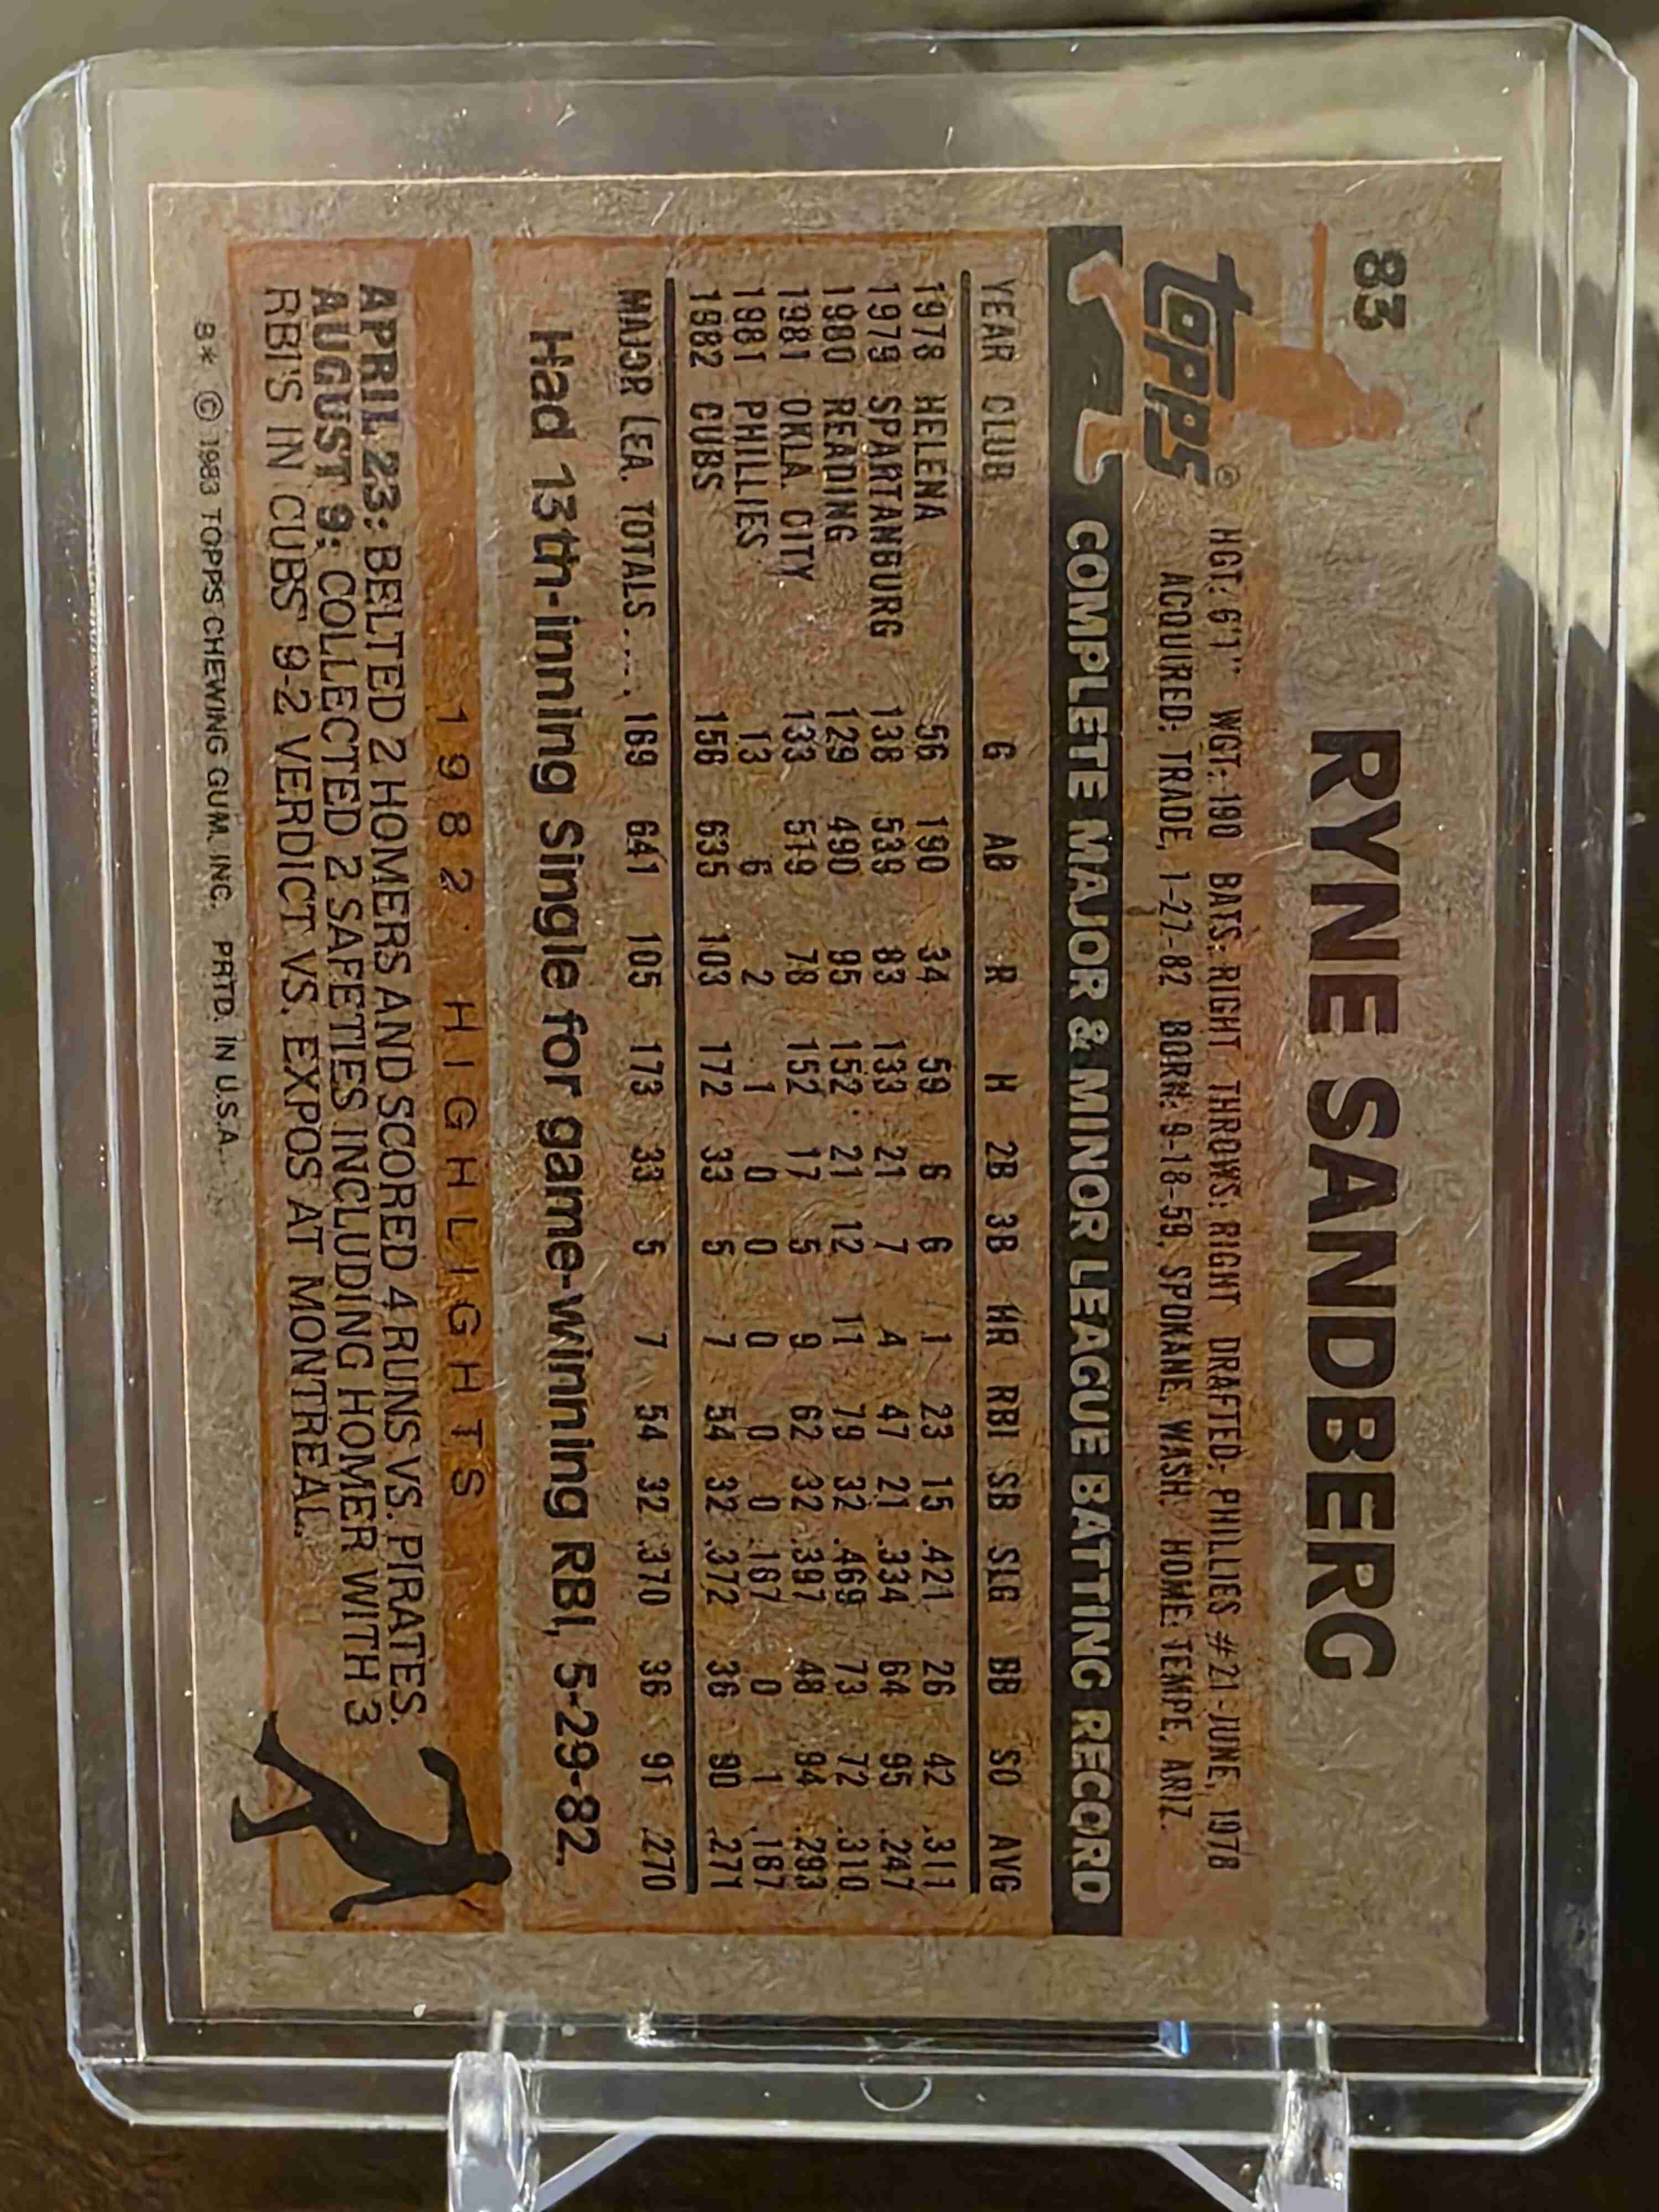 83
RYNE SANDBERG
TOPPS®
HGT: 6'1" WGT: 190 BATS: RIGHT THROWS: RIGHT DRAFTED: PHILLIES #21-JUNE, 1978
ACQUIRED: TRADE, 1-27-82 BORN: 9-18-59, SPOKANE, WASH. HOME: TEMPE, ARIZ.
COMPLETE MAJOR & MINOR LEAGUE BATTING RECORD
YEAR CLUB G AB R H 2B 3B HR RBI SB SLG BB SO AVG
1978 HELENA 56 190 34 59 6 6 1 23 15 .421 26 42 .311
1979 SPARTANBURG 138 539 83 133 21 7 4 47 21 .334 64 95 .247
1980 READING 129 490 95 152 21 12 11 79 32 .469 73 72 .310
1981 OKLA. CITY 133 519 78 152 17 5 9 62 32 .397 48 94 .293
1981 PHILLIES 13 6 2 1 0 0 0 0 0 .167 0 1 .167
1982 CUBS 156 635 103 172 33 5 7 54 32 .372 36 90 .271
MAJOR LEA. TOTALS.... 169 641 105 173 33 5 7 54 32 .370 36 91 .270
Had 13th-inning Single for game-winning RBI, 5-29-82.
1982 HIGHLIGHTS
APRIL 23: BELTED 2 HOMERS AND SCORED 4 RUNS VS. PIRATES.
AUGUST 9: COLLECTED 2 SAFETIES INCLUDING HOMER WITH 3
RBI'S IN CUBS' 9-2 VERDICT VS. EXPOS AT MONTREAL.
B* © 1983 TOPPS CHEWING GUM, INC. PRTD. IN U.S.A.